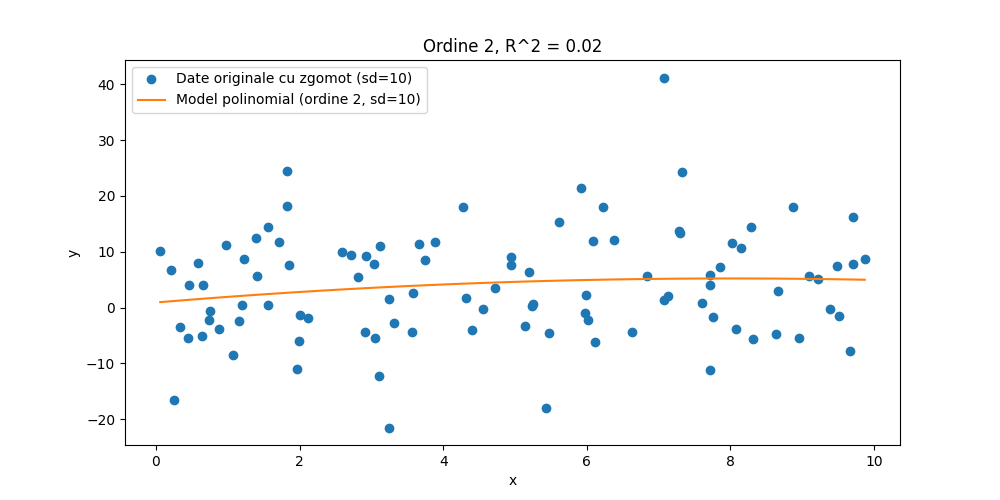 Ordine 2, R^2 = 0.02
Date originale cu zgomot (sd=10)
Model polinomial (ordine 2, sd=10)
40
30
20
10
0
−10
−20
y
0 2 4 6 8 10
x